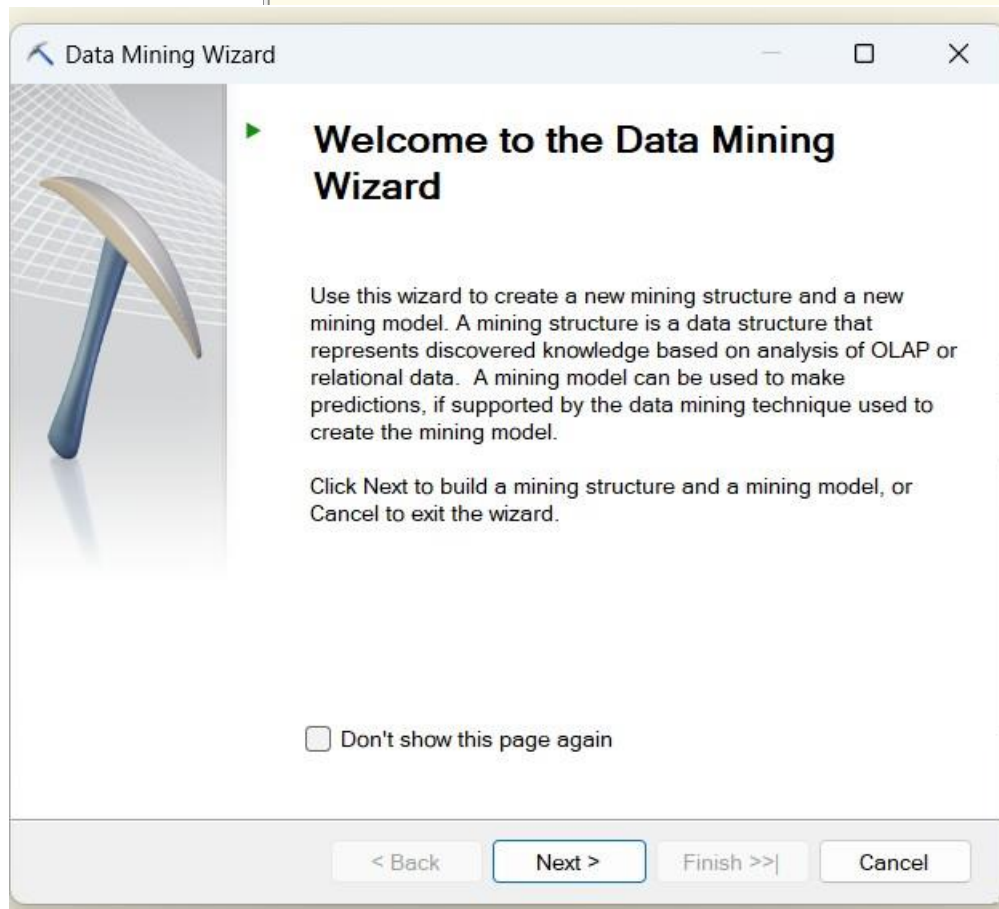 Data Mining Wizard
Welcome to the Data Mining
Wizard
Use this wizard to create a new mining structure and a new
mining model. A mining structure is a data structure that
represents discovered knowledge based on analysis of OLAP or
relational data.  A mining model can be used to make
predictions, if supported by the data mining technique used to
create the mining model.
Click Next to build a mining structure and a mining model, or
Cancel to exit the wizard.
Don't show this page again
< Back Next > Finish >>| Cancel